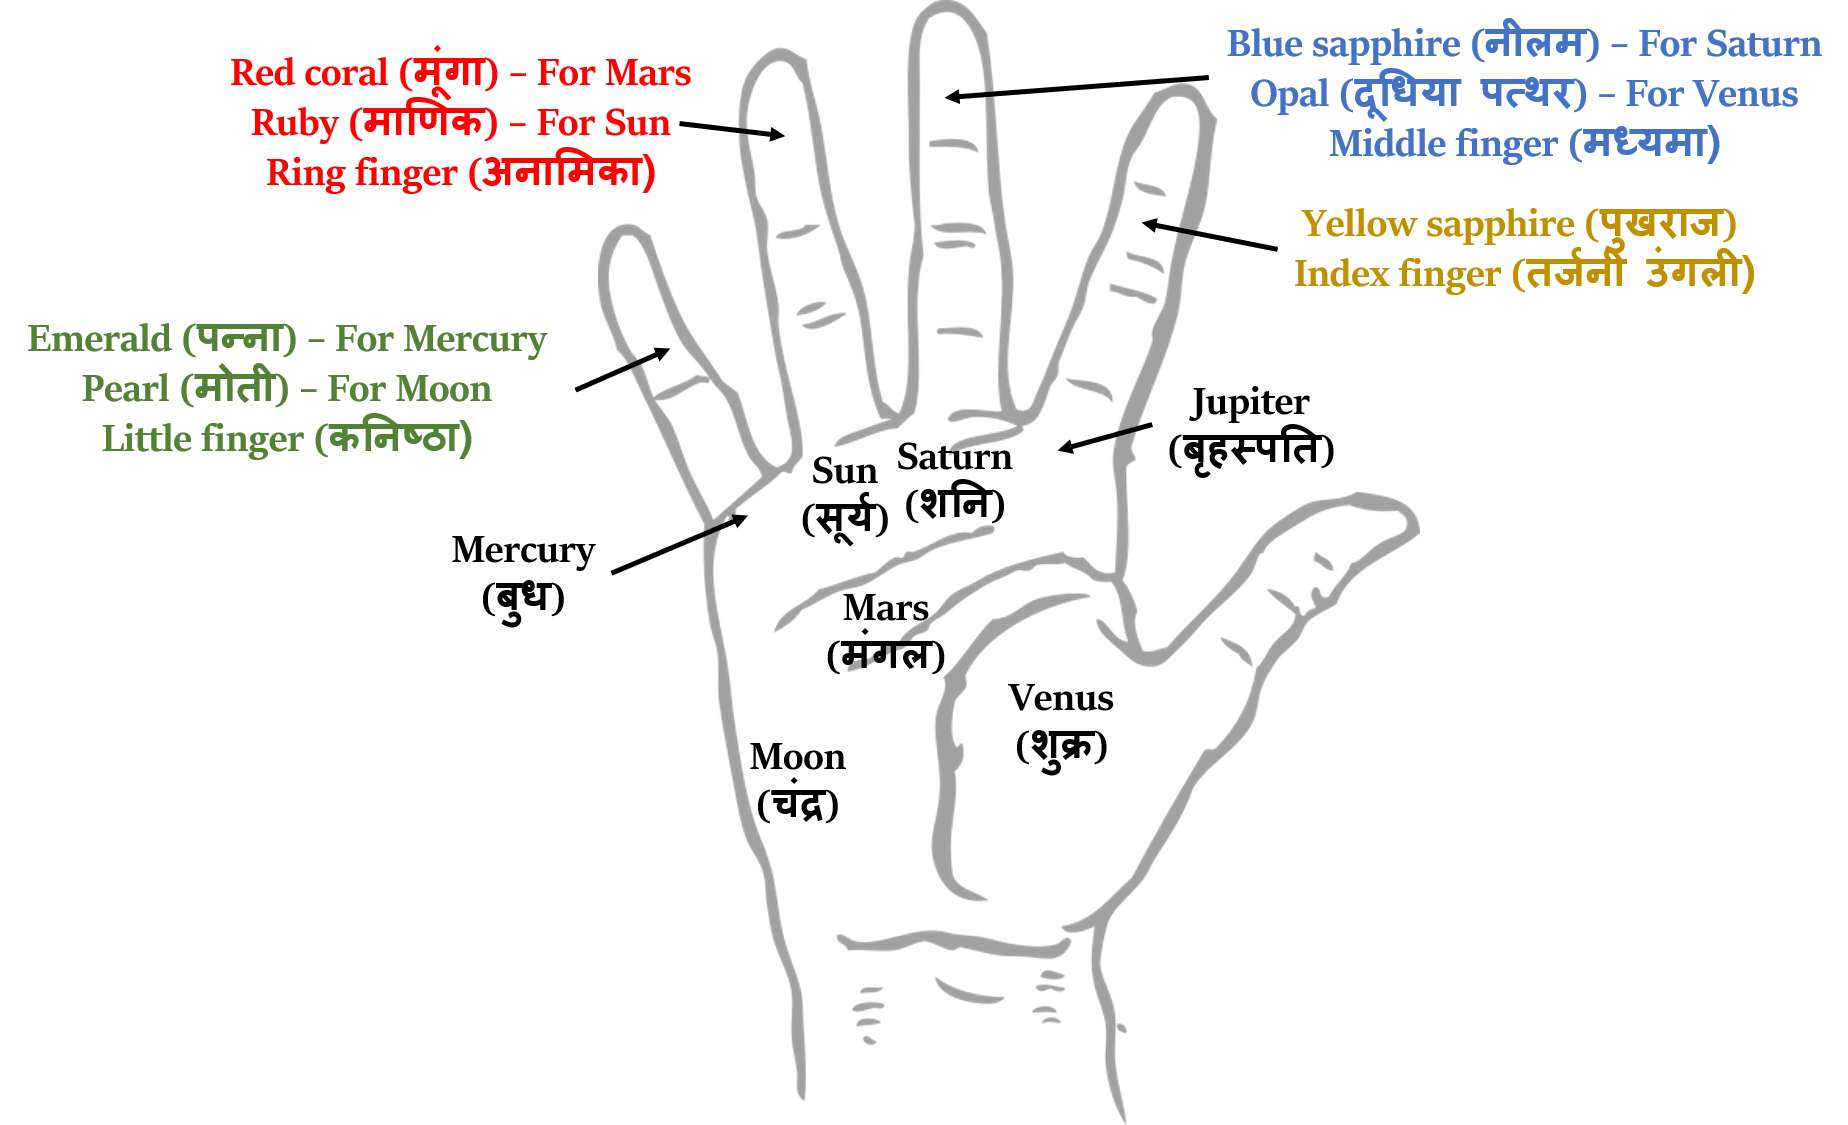 Red coral (मूंगा) – For Mars
Ruby (माणिक) – For Sun
Ring finger (अनामिका)
Blue sapphire (नीलम) – For Saturn
Opal (दूधिया पत्थर) – For Venus
Middle finger (मध्यमा)
Yellow sapphire (पुखराज)
Index finger (तर्जनी उंगली)
Emerald (पन्ना) – For Mercury
Pearl (मोती) – For Moon
Little finger (कनिष्ठा)
Jupiter
(बृहस्पति)
Sun
(सूर्य)
Saturn
(शनि)
Mercury
(बुध)
Mars
(मंगल)
Venus
(शुक्र)
Moon
(चंद्र)